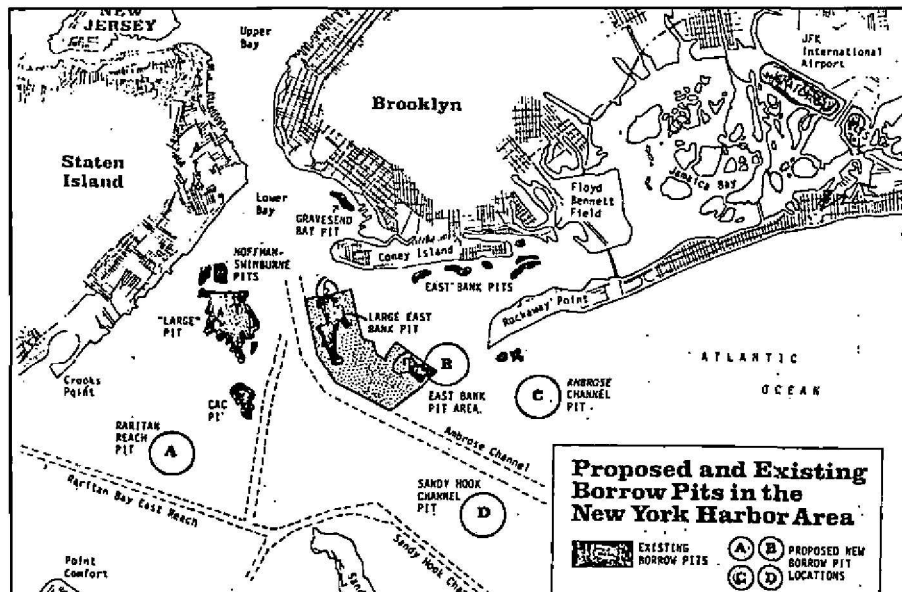 NEW
JERSEY
Upper
Bay
JFK
International
Airport
Brooklyn
Staten
Island
Jamaica Bay
Floyd
Bennett
Field
Lower
Bay
GRAVESEND
BAY PIT
Coney Island
HOFFMAN-
SWINBURNE
PITS
EAST BANK PITS
Rockaway Point
"LARGE"
PIT
LARGE EAST
BANK PIT
ATLANTIC
OCEAN
B
EAST BANK
PIT AREA
C
AMBROSE
CHANNEL
PIT
Crooks
Point
CAC
RARITAN
REACH
PIT
A
Ambrose Channel
Raritan Bay East Reach
SANDY HOOK
CHANNEL
PIT
D
Sandy Hook
Point
Comfort
Proposed and Existing
Borrow Pits in the
New York Harbor Area
EXISTING
BORROW PITS
A B
C D
PROPOSED NEW
BORROW PIT
LOCATIONS